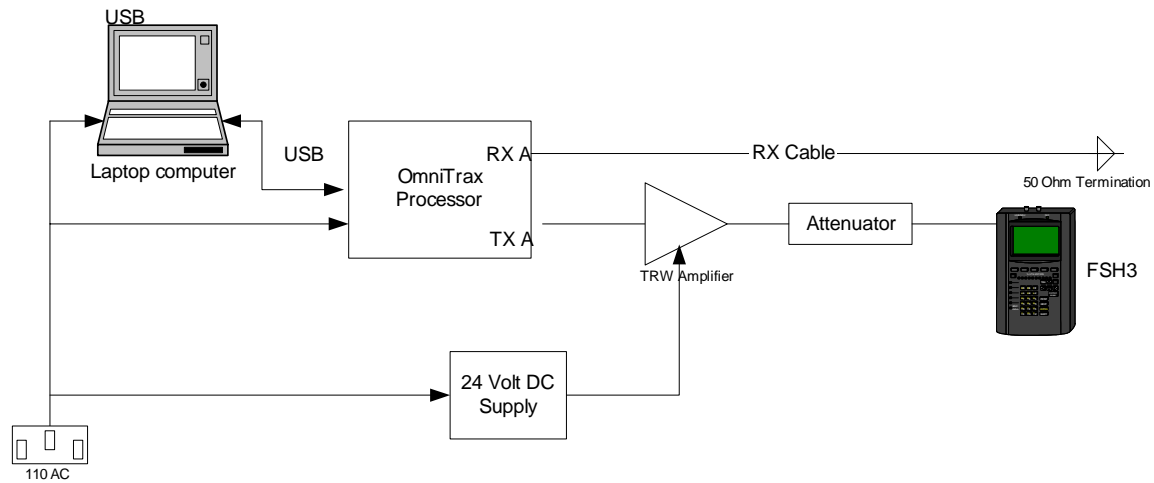 USB
Laptop computer
USB
OmniTrax
Processor
RX A
TX A
RX Cable
50 Ohm Termination
TRW Amplifier
Attenuator
FSH3
24 Volt DC
Supply
110 AC